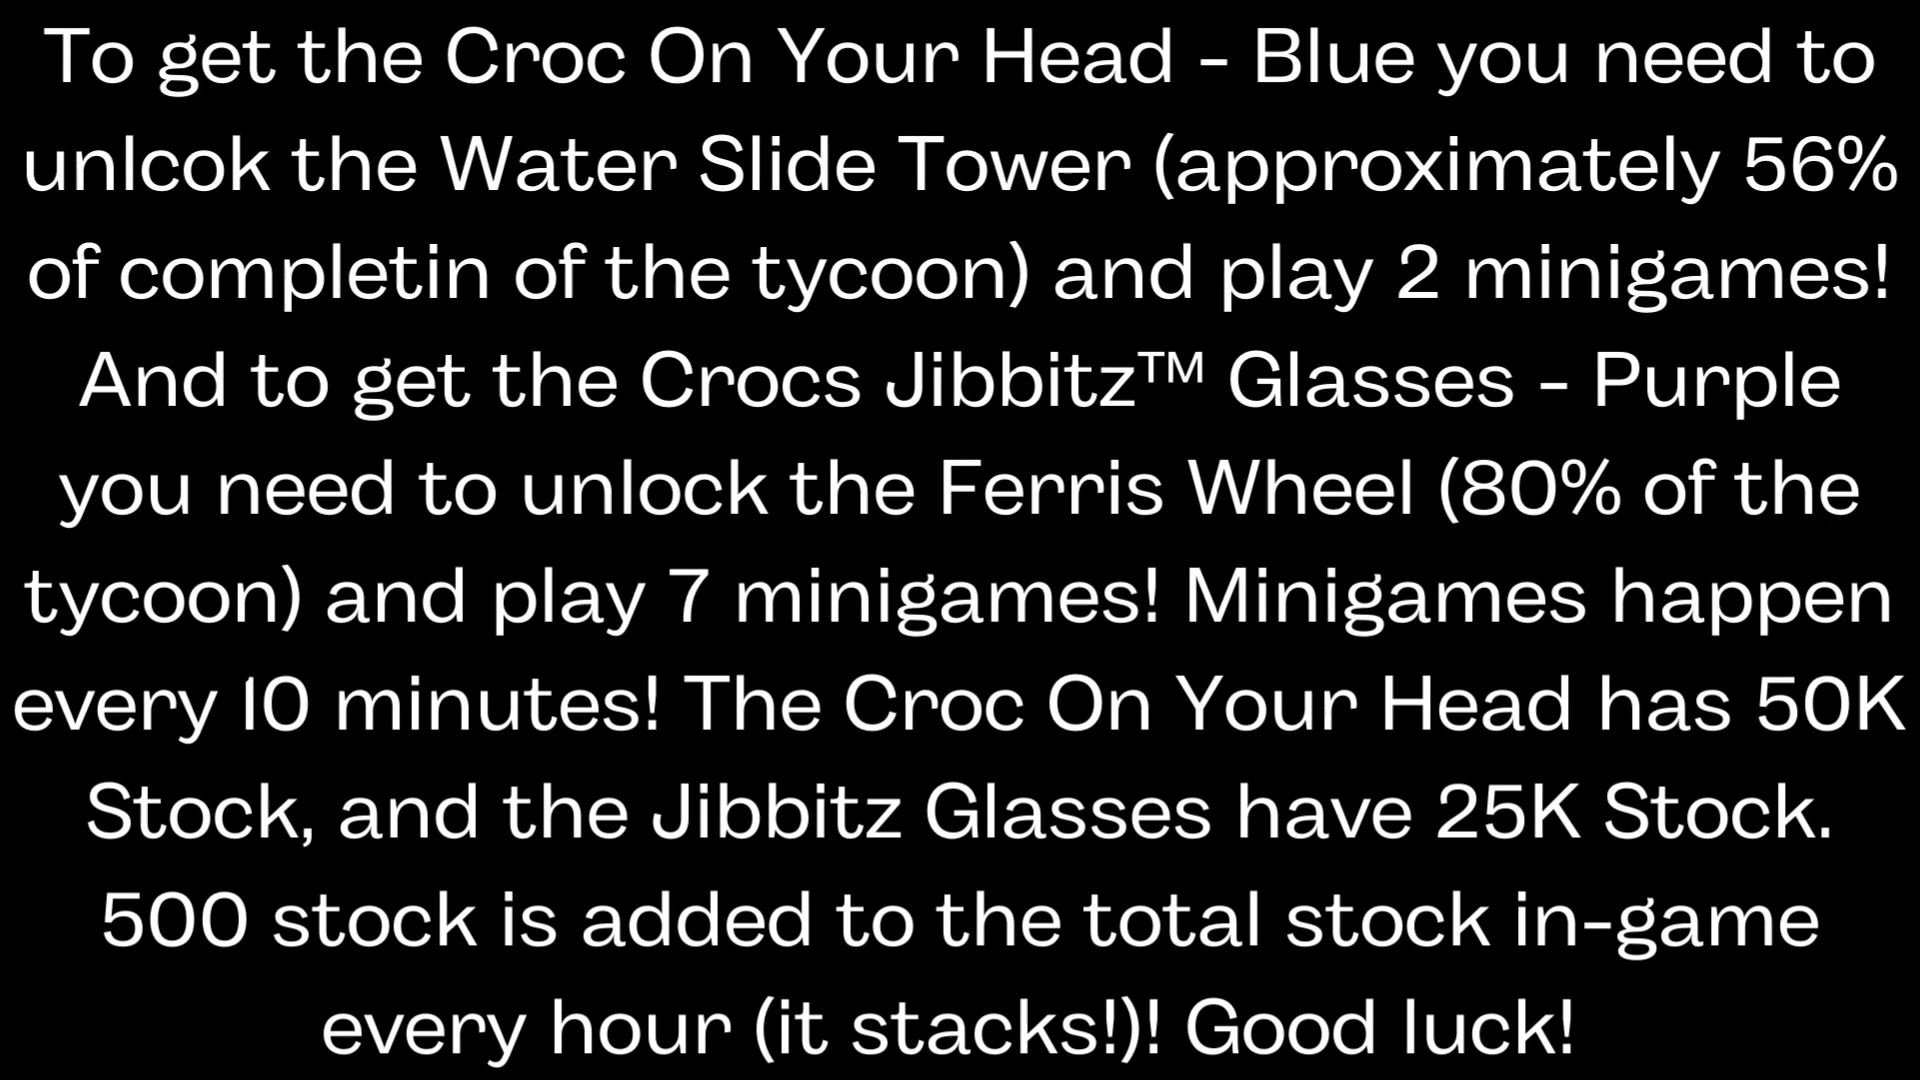 To get the Croc On Your Head - Blue you need to
unlcok the Water Slide Tower (approximately 56%
of completin of the tycoon) and play 2 minigames!
And to get the Crocs Jibbitz™ Glasses - Purple
you need to unlock the Ferris Wheel (80% of the
tycoon) and play 7 minigames! Minigames happen
every 10 minutes! The Croc On Your Head has 50K
Stock, and the Jibbitz Glasses have 25K Stock.
500 stock is added to the total stock in-game
every hour (it stacks!)! Good luck!